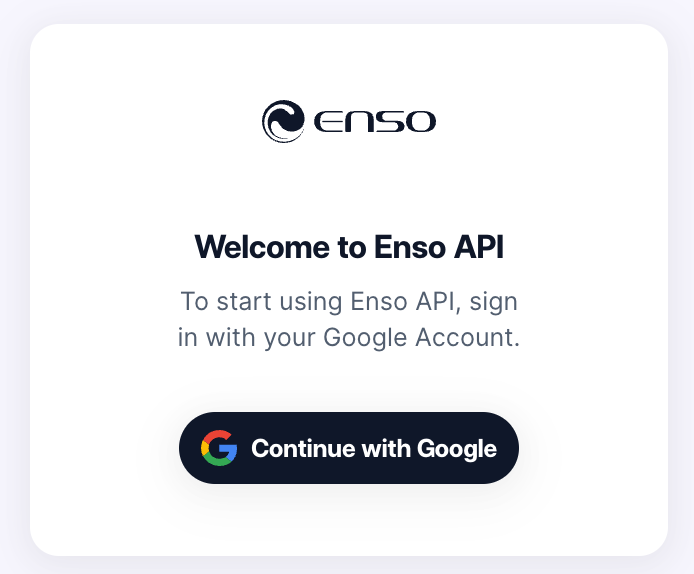 enso
Welcome to Enso API
To start using Enso API, sign
in with your Google Account.
Continue with Google